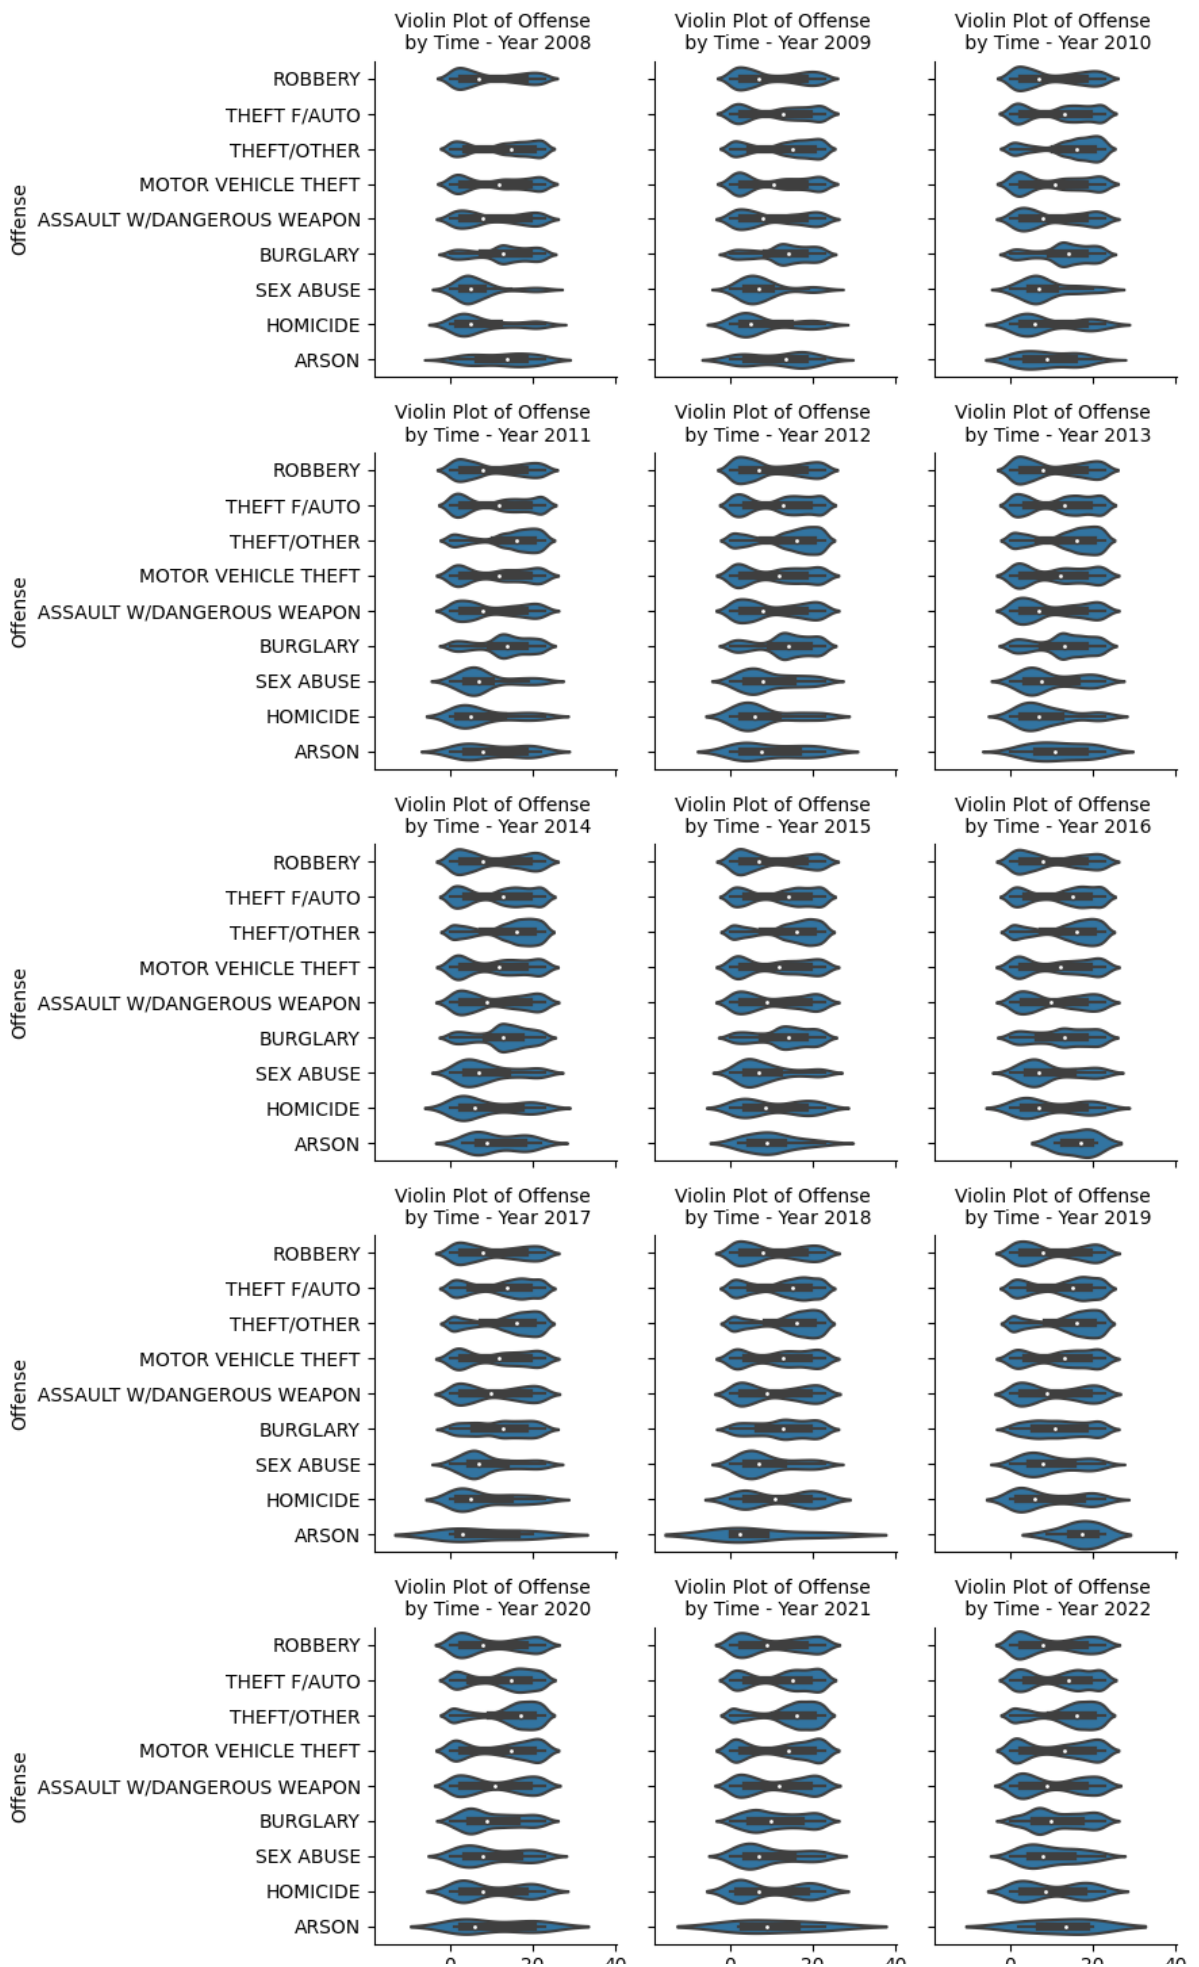 Violin Plot of Offense
by Time - Year 2008
Violin Plot of Offense
by Time - Year 2009
Violin Plot of Offense
by Time - Year 2010
Offense
ROBBERY
THEFT F/AUTO
THEFT/OTHER
MOTOR VEHICLE THEFT
ASSAULT W/DANGEROUS WEAPON
BURGLARY
SEX ABUSE
HOMICIDE
ARSON
Violin Plot of Offense
by Time - Year 2011
Violin Plot of Offense
by Time - Year 2012
Violin Plot of Offense
by Time - Year 2013
Offense
ROBBERY
THEFT F/AUTO
THEFT/OTHER
MOTOR VEHICLE THEFT
ASSAULT W/DANGEROUS WEAPON
BURGLARY
SEX ABUSE
HOMICIDE
ARSON
Violin Plot of Offense
by Time - Year 2014
Violin Plot of Offense
by Time - Year 2015
Violin Plot of Offense
by Time - Year 2016
Offense
ROBBERY
THEFT F/AUTO
THEFT/OTHER
MOTOR VEHICLE THEFT
ASSAULT W/DANGEROUS WEAPON
BURGLARY
SEX ABUSE
HOMICIDE
ARSON
Violin Plot of Offense
by Time - Year 2017
Violin Plot of Offense
by Time - Year 2018
Violin Plot of Offense
by Time - Year 2019
Offense
ROBBERY
THEFT F/AUTO
THEFT/OTHER
MOTOR VEHICLE THEFT
ASSAULT W/DANGEROUS WEAPON
BURGLARY
SEX ABUSE
HOMICIDE
ARSON
Violin Plot of Offense
by Time - Year 2020
Violin Plot of Offense
by Time - Year 2021
Violin Plot of Offense
by Time - Year 2022
Offense
ROBBERY
THEFT F/AUTO
THEFT/OTHER
MOTOR VEHICLE THEFT
ASSAULT W/DANGEROUS WEAPON
BURGLARY
SEX ABUSE
HOMICIDE
ARSON